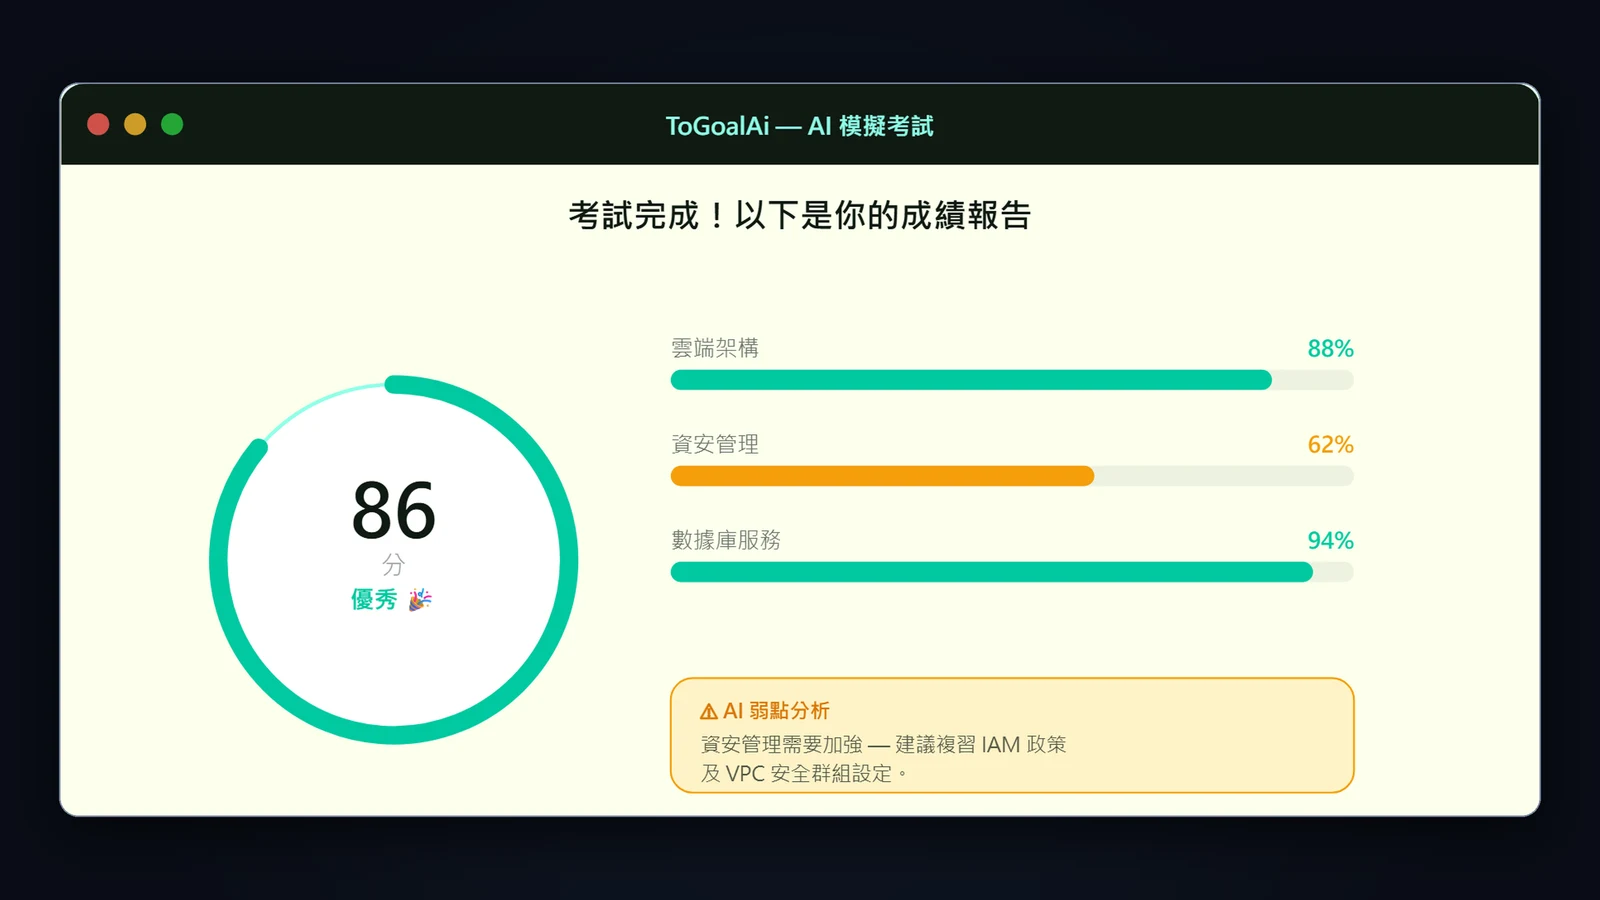 ToGoalAi — AI 模擬考試
考試完成！以下是你的成績報告
86
分
優秀 🎉
雲端架構 88%
資安管理 62%
數據庫服務 94%
⚠ AI 弱點分析
資安管理需要加強 — 建議複習 IAM 政策
及 VPC 安全群組設定。